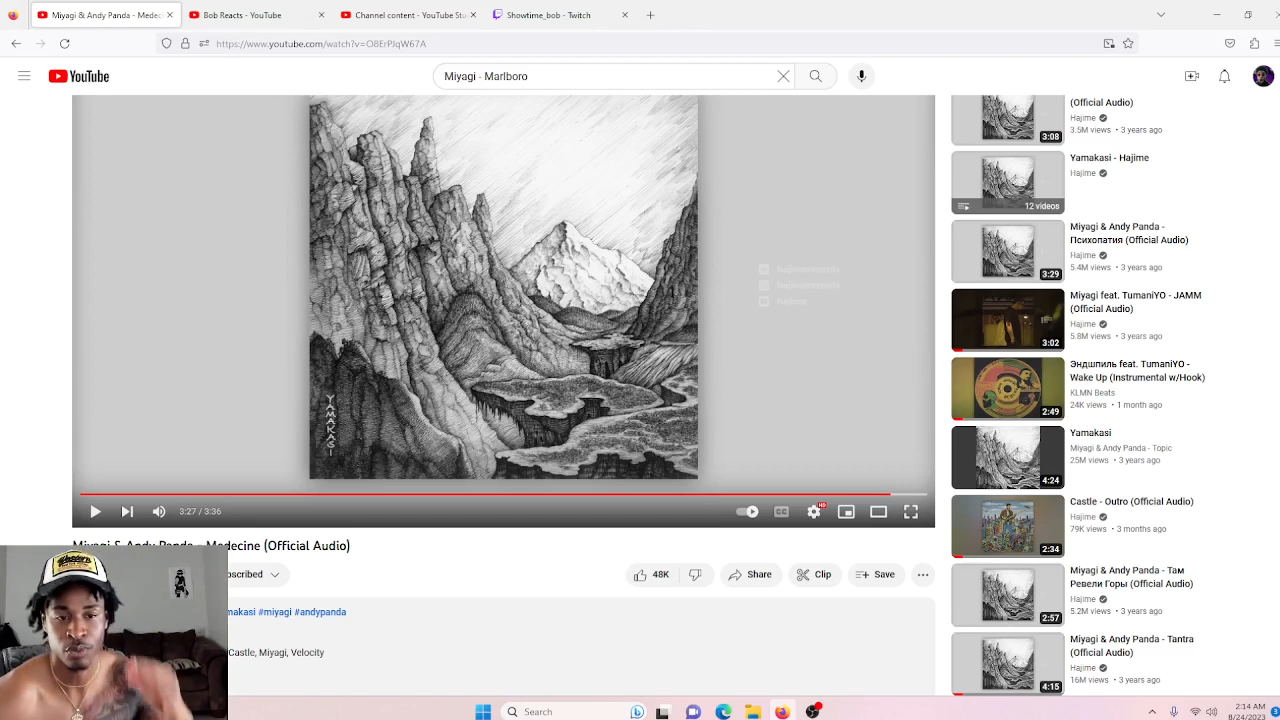 Miyagi & Andy Panda - Medec
Bob Reacts - YouTube
Channel content - YouTube St
Showtime_bob - Twitch
https://www.youtube.com/watch?v=O8ErPJqW67A
YouTube
Miyagi - Marlboro
YAMAKASI
Hajime
3:27 / 3:36
CC
HD
Miyagi & Andy Panda - Medecine (Official Audio)
bscribed
48K
Share
Clip
Save
makasi #miyagi #andypanda
Castle, Miyagi, Velocity
(Official Audio)
Hajime
3.5M views • 3 years ago
3:08
Yamakasi - Hajime
Hajime
12 videos
Miyagi & Andy Panda -
Психопатия (Official Audio)
Hajime
5.4M views • 3 years ago
3:29
Miyagi feat. TumaniYO - JAMM
(Official Audio)
Hajime
5.8M views • 3 years ago
3:02
Эндшпиль feat. TumaniYO -
Wake Up (Instrumental w/Hook)
KLMN Beats
24K views • 1 month ago
2:49
Yamakasi
Miyagi & Andy Panda - Topic
25M views • 3 years ago
4:24
Castle - Outro (Official Audio)
Hajime
79K views • 3 months ago
2:34
Miyagi & Andy Panda - Там
Ревели Горы (Official Audio)
Hajime
5.2M views • 3 years ago
2:57
Miyagi & Andy Panda - Tantra
(Official Audio)
Hajime
16M views • 3 years ago
4:15
Search
2:14 AM
8/24/202
3